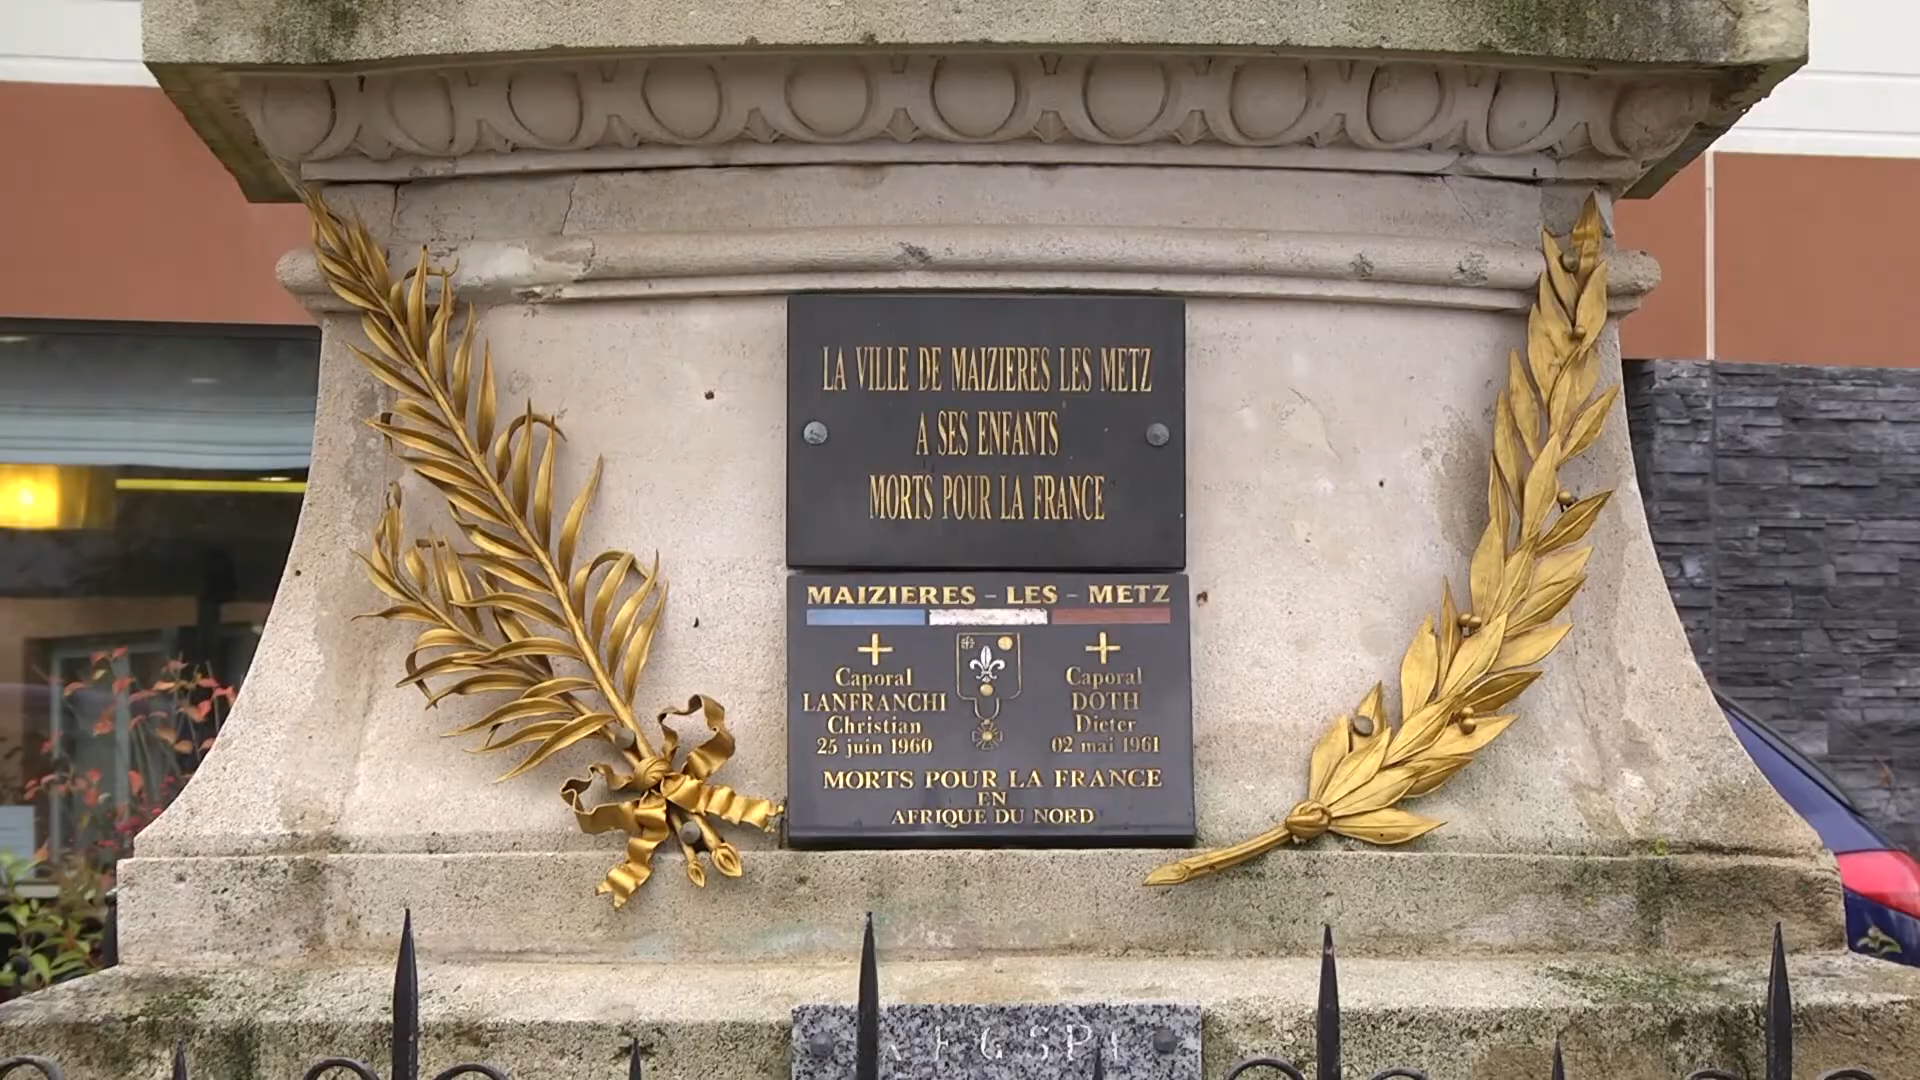 LA VILLE DE MAIZIERES LES METZ
A SES ENFANTS
MORTS POUR LA FRANCE
MAIZIERES - LES - METZ
Caporal
LANFRANCHI
Christian
25 juin 1960
Caporal
DOTH
Dieter
02 mai 1961
MORTS POUR LA FRANCE
EN
AFRIQUE DU NORD